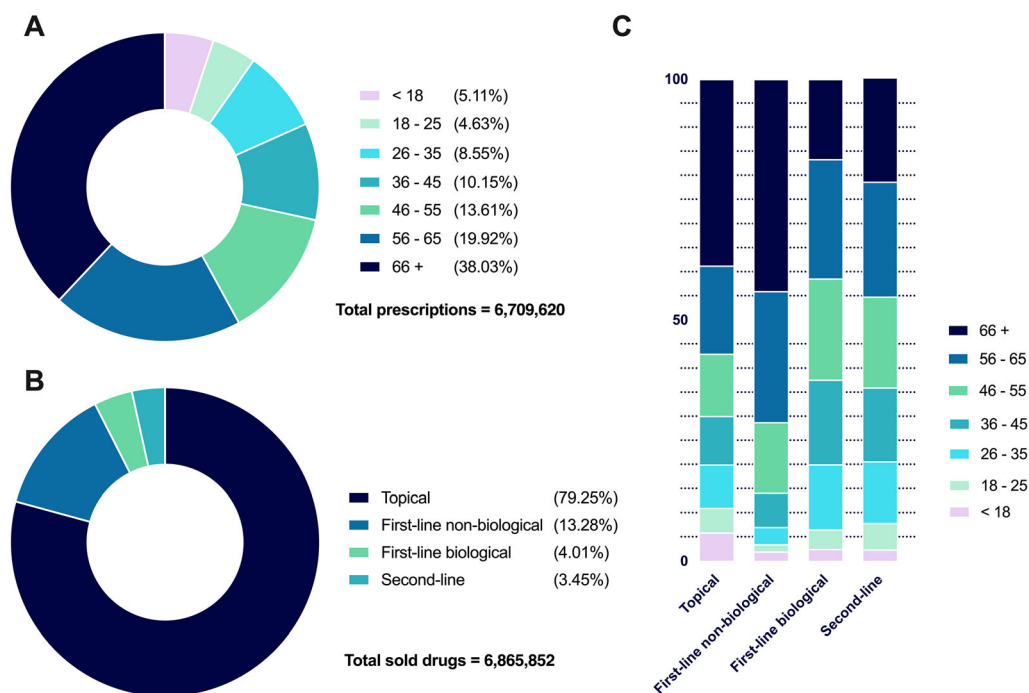 A
< 18 (5.11%)
18 - 25 (4.63%)
26 - 35 (8.55%)
36 - 45 (10.15%)
46 - 55 (13.61%)
56 - 65 (19.92%)
66 + (38.03%)
Total prescriptions = 6,709,620
B
Topical (79.25%)
First-line non-biological (13.28%)
First-line biological (4.01%)
Second-line (3.45%)
Total sold drugs = 6,865,852
C
100
50
0
Topical
First-line non-biological
First-line biological
Second-line
66 +
56 - 65
46 - 55
36 - 45
26 - 35
18 - 25
< 18